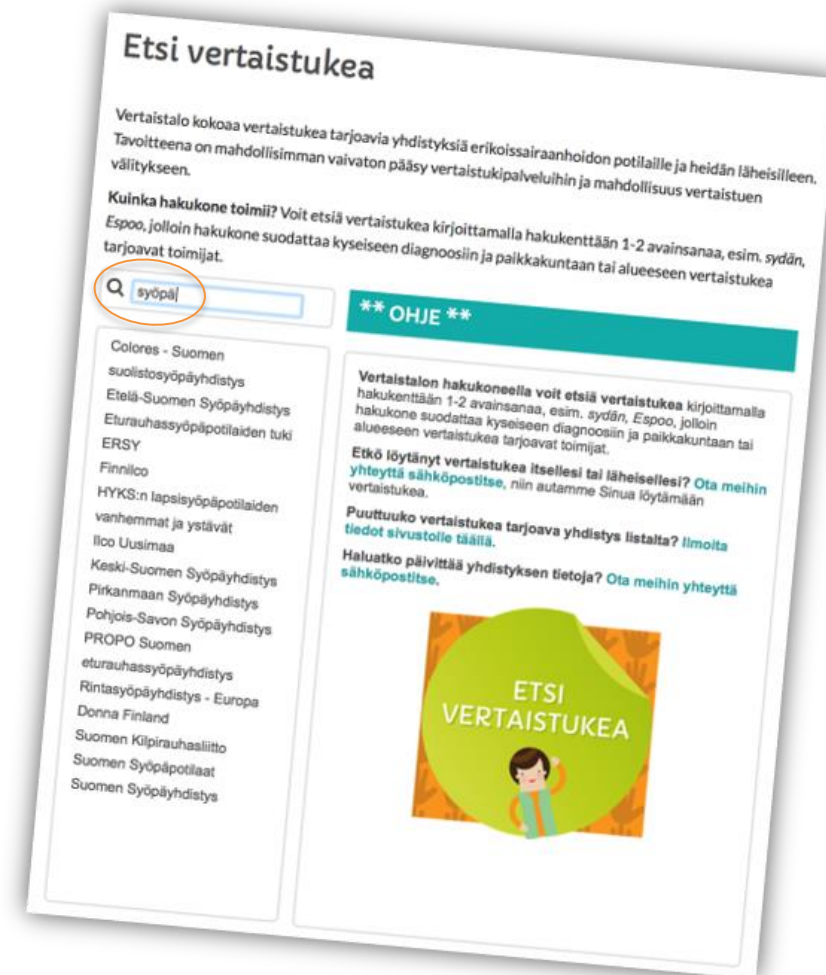 Etsi vertaistukea
Vertaistalo kokoaa vertaistukea tarjoavia yhdistyksiä erikoissairaanhoidon potilaille ja heidän läheisilleen.
Tavoitteena on mahdollisimman vaivaton pääsy vertaistukipalveluihin ja mahdollisuus vertaistuen
välitykseen.
Kuinka hakukone toimii? Voit etsiä vertaistukea kirjoittamalla hakukenttään 1-2 avainsanaa, esim. sydän,
Espoo, jolloin hakukone suodattaa kyseiseen diagnoosiin ja paikkakuntaan tai alueeseen vertaistukea
tarjoavat toimijat.
syöpä
Colores - Suomen
suolistosyöpäyhdistys
Etelä-Suomen Syöpäyhdistys
Eturauhassyöpäpotilaiden tuki
ERSY
Finnilco
HYKS:n lapsisyöpäpotilaiden
vanhemmat ja ystävät
Ilco Uusimaa
Keski-Suomen Syöpäyhdistys
Pirkanmaan Syöpäyhdistys
Pohjois-Savon Syöpäyhdistys
PROPO Suomen
eturauhassyöpäyhdistys
Rintasyöpäyhdistys - Europa
Donna Finland
Suomen Kilpirauhasliitto
Suomen Syöpäpotilaat
Suomen Syöpäyhdistys
** OHJE **
Vertaistalon hakukoneella voit etsiä vertaistukea kirjoittamalla
hakukenttään 1-2 avainsanaa, esim. sydän, Espoo, jolloin
hakukone suodattaa kyseiseen diagnoosiin ja paikkakuntaan tai
alueeseen vertaistukea tarjoavat toimijat.
Etkö löytänyt vertaistukea itsellesi tai läheisellesi? Ota meihin
yhteyttä sähköpostitse, niin autamme Sinua löytämään
vertaistukea.
Puuttuuko vertaistukea tarjoava yhdistys listalta? Ilmoita
tiedot sivustolle täällä.
Haluatko päivittää yhdistyksen tietoja? Ota meihin yhteyttä
sähköpostitse.
ETSI
VERTAISTUKEA